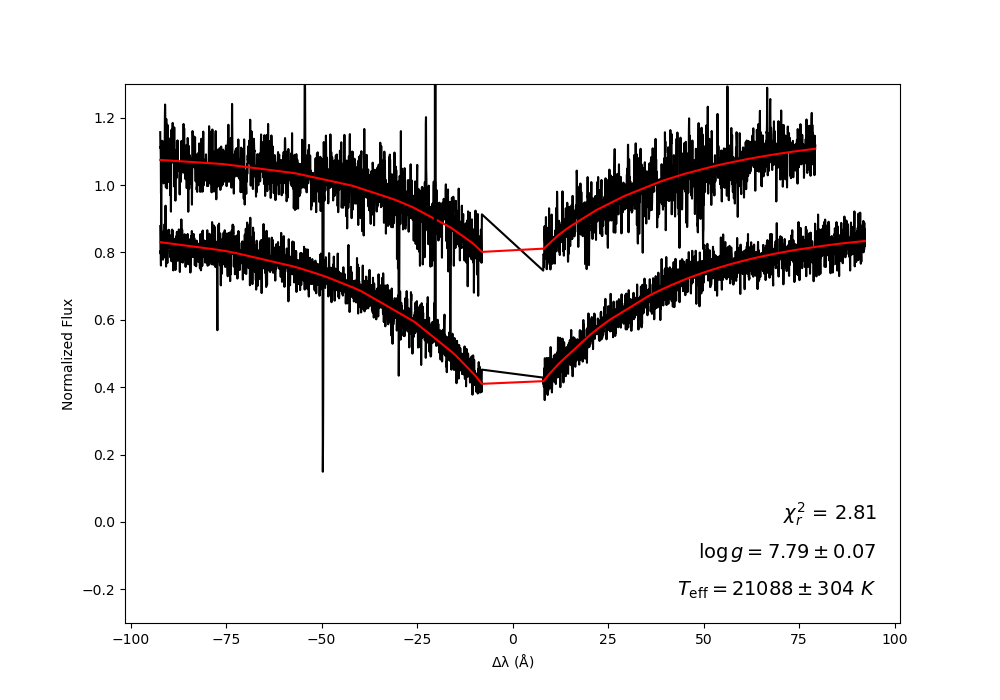 1.2
1.0
0.8
0.6
0.4
0.2
0.0
−0.2
Normalized Flux
χ²ᵣ = 2.81
log g = 7.79 ± 0.07
T_eff = 21088 ± 304 K
−100 −75 −50 −25 0 25 50 75 100
Δλ (Å)